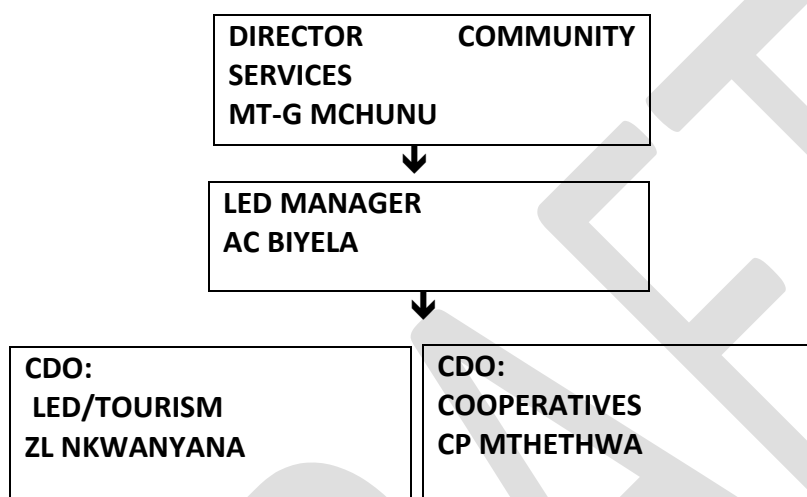 DIRECTOR COMMUNITY
SERVICES
MT-G MCHUNU
LED MANAGER
AC BIYELA
CDO:
LED/TOURISM
ZL NKWANYANA
CDO:
COOPERATIVES
CP MTHETHWA